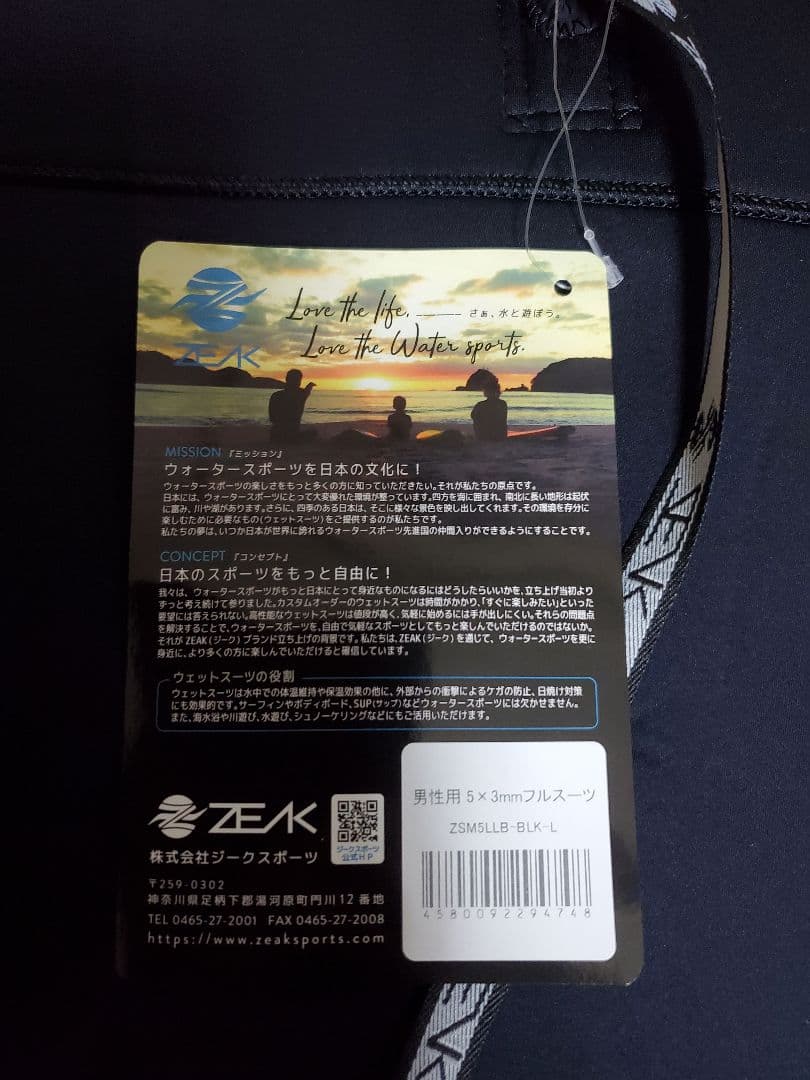 ZEAK
Love the life, さぁ、水と遊ぼう。
Love the Water sports.
MISSION 『ミッション』
ウォータースポーツを日本の文化に！
ウォータースポーツの楽しさをもっと多くの方に知っていただきたい。それが私たちの原点です。
日本には、ウォータースポーツにとって大変優れた環境が整っています。四方を海に囲まれ、南北に長い地形は起伏
に富み、川や湖があります。さらに、四季のある日本は、そこに様々な景色を映し出してくれます。その環境を存分に
楽しむために必要なもの(ウェットスーツ)をご提供するのが私たちです。
私たちの夢は、いつか日本が世界に誇れるウォータースポーツ先進国の仲間入りができるようにすることです。
CONCEPT 『コンセプト』
日本のスポーツをもっと自由に！
我々は、ウォータースポーツがもっと日本にとって身近なものになるにはどうしたらいいかを、立ち上げ当初より
ずっと考え続けて参りました。カスタムオーダーのウェットスーツは時間がかかり、「すぐに楽しみたい」といった
要望には答えられない。高性能なウェットスーツは値段が高く、気軽に始めるには手が出しにくい。それらの問題点
を解決することで、ウォータースポーツを、自由で気軽なスポーツとしてもっと楽しんでいただけるのではないか。
それが ZEAK(ジーク)ブランド立ち上げの背景です。私たちは、ZEAK(ジーク)を通じて、ウォータースポーツを更に
身近に、より多くの方に楽しんでいただけると確信しています。
ウェットスーツの役割
ウェットスーツは水中での体温維持や保温効果の他に、外部からの衝撃によるケガの防止、日焼け対策
にも効果的です。サーフィンやボディボード、SUP(サップ)などウォータースポーツには欠かせません。
また、海水浴や川遊び、水遊び、シュノーケリングなどにもご活用いただけます。
ZEAK
ジークスポーツ
公式HP
株式会社ジークスポーツ
〒259-0302
神奈川県足柄下郡湯河原町門川12番地
TEL 0465-27-2001 FAX 0465-27-2008
https://www.zeaksports.com
男性用 5×3mmフルスーツ
ZSM5LLB-BLK-L
4580092294748